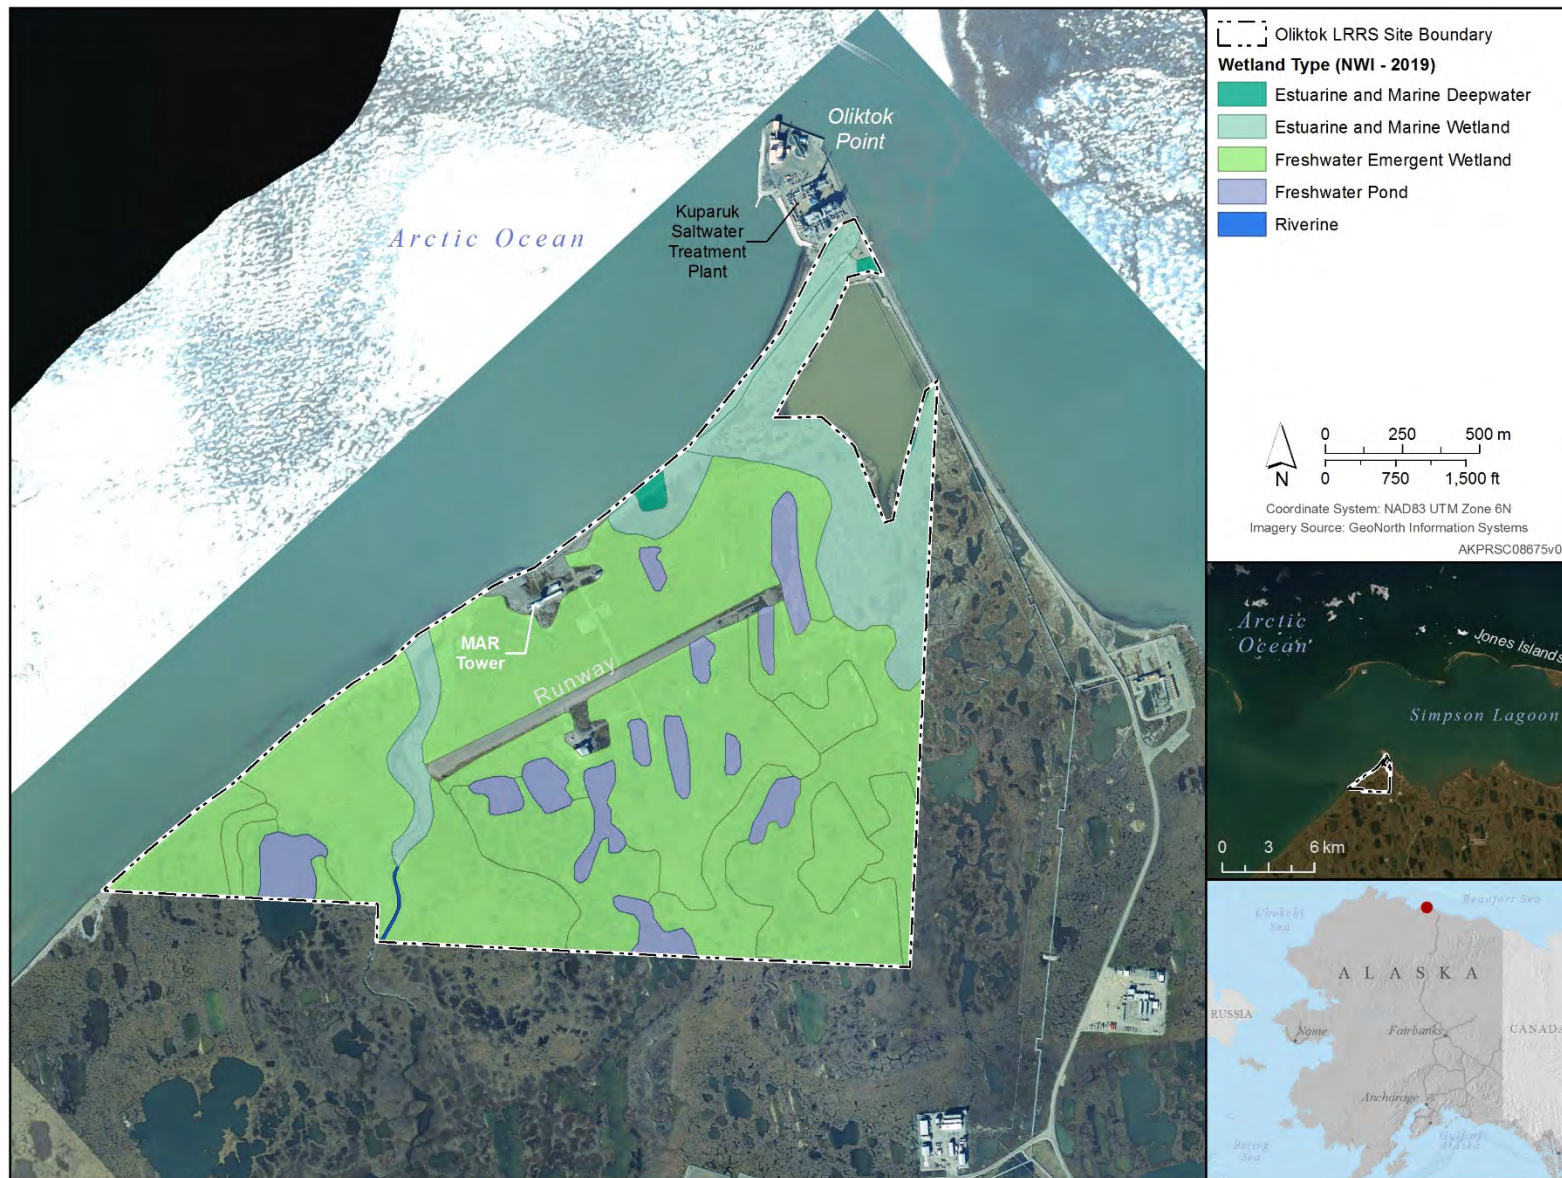 Oliktok
Point
Kuparuk
Saltwater
Treatment
Plant
Arctic Ocean
MAR
Tower
Runway
Oliktok LRRS Site Boundary
Wetland Type (NWI - 2019)
Estuarine and Marine Deepwater
Estuarine and Marine Wetland
Freshwater Emergent Wetland
Freshwater Pond
Riverine
N
0 250 500 m
0 750 1,500 ft
Coordinate System: NAD83 UTM Zone 6N
Imagery Source: GeoNorth Information Systems
AKPRSC08675v0
Arctic
Ocean
Jones Islands
Simpson Lagoon
0 3 6 km
Chukchi
Sea
Beaufort Sea
ALASKA
RUSSIA
Nome
Fairbanks
CANADA
Anchorage
Bering
Sea
Gulf of
Alaska